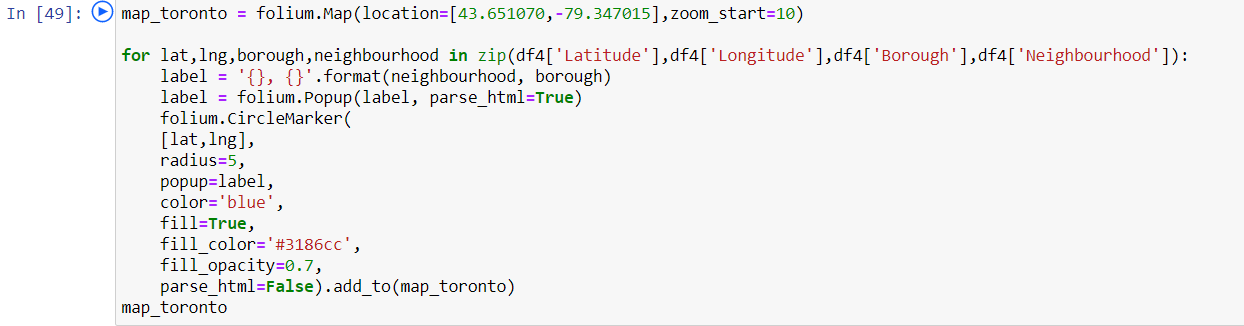 In [49]: map_toronto = folium.Map(location=[43.651070,-79.347015],zoom_start=10)
for lat,lng,borough,neighbourhood in zip(df4['Latitude'],df4['Longitude'],df4['Borough'],df4['Neighbourhood']):
    label = '{}, {}'.format(neighbourhood, borough)
    label = folium.Popup(label, parse_html=True)
    folium.CircleMarker(
    [lat,lng],
    radius=5,
    popup=label,
    color='blue',
    fill=True,
    fill_color='#3186cc',
    fill_opacity=0.7,
    parse_html=False).add_to(map_toronto)
map_toronto